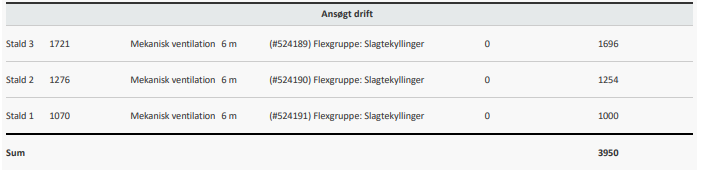 Ansøgt drift
Stald 3 1721 Mekanisk ventilation 6 m (#524189) Flexgruppe: Slagtekyllinger 0 1696
Stald 2 1276 Mekanisk ventilation 6 m (#524190) Flexgruppe: Slagtekyllinger 0 1254
Stald 1 1070 Mekanisk ventilation 6 m (#524191) Flexgruppe: Slagtekyllinger 0 1000
Sum 3950